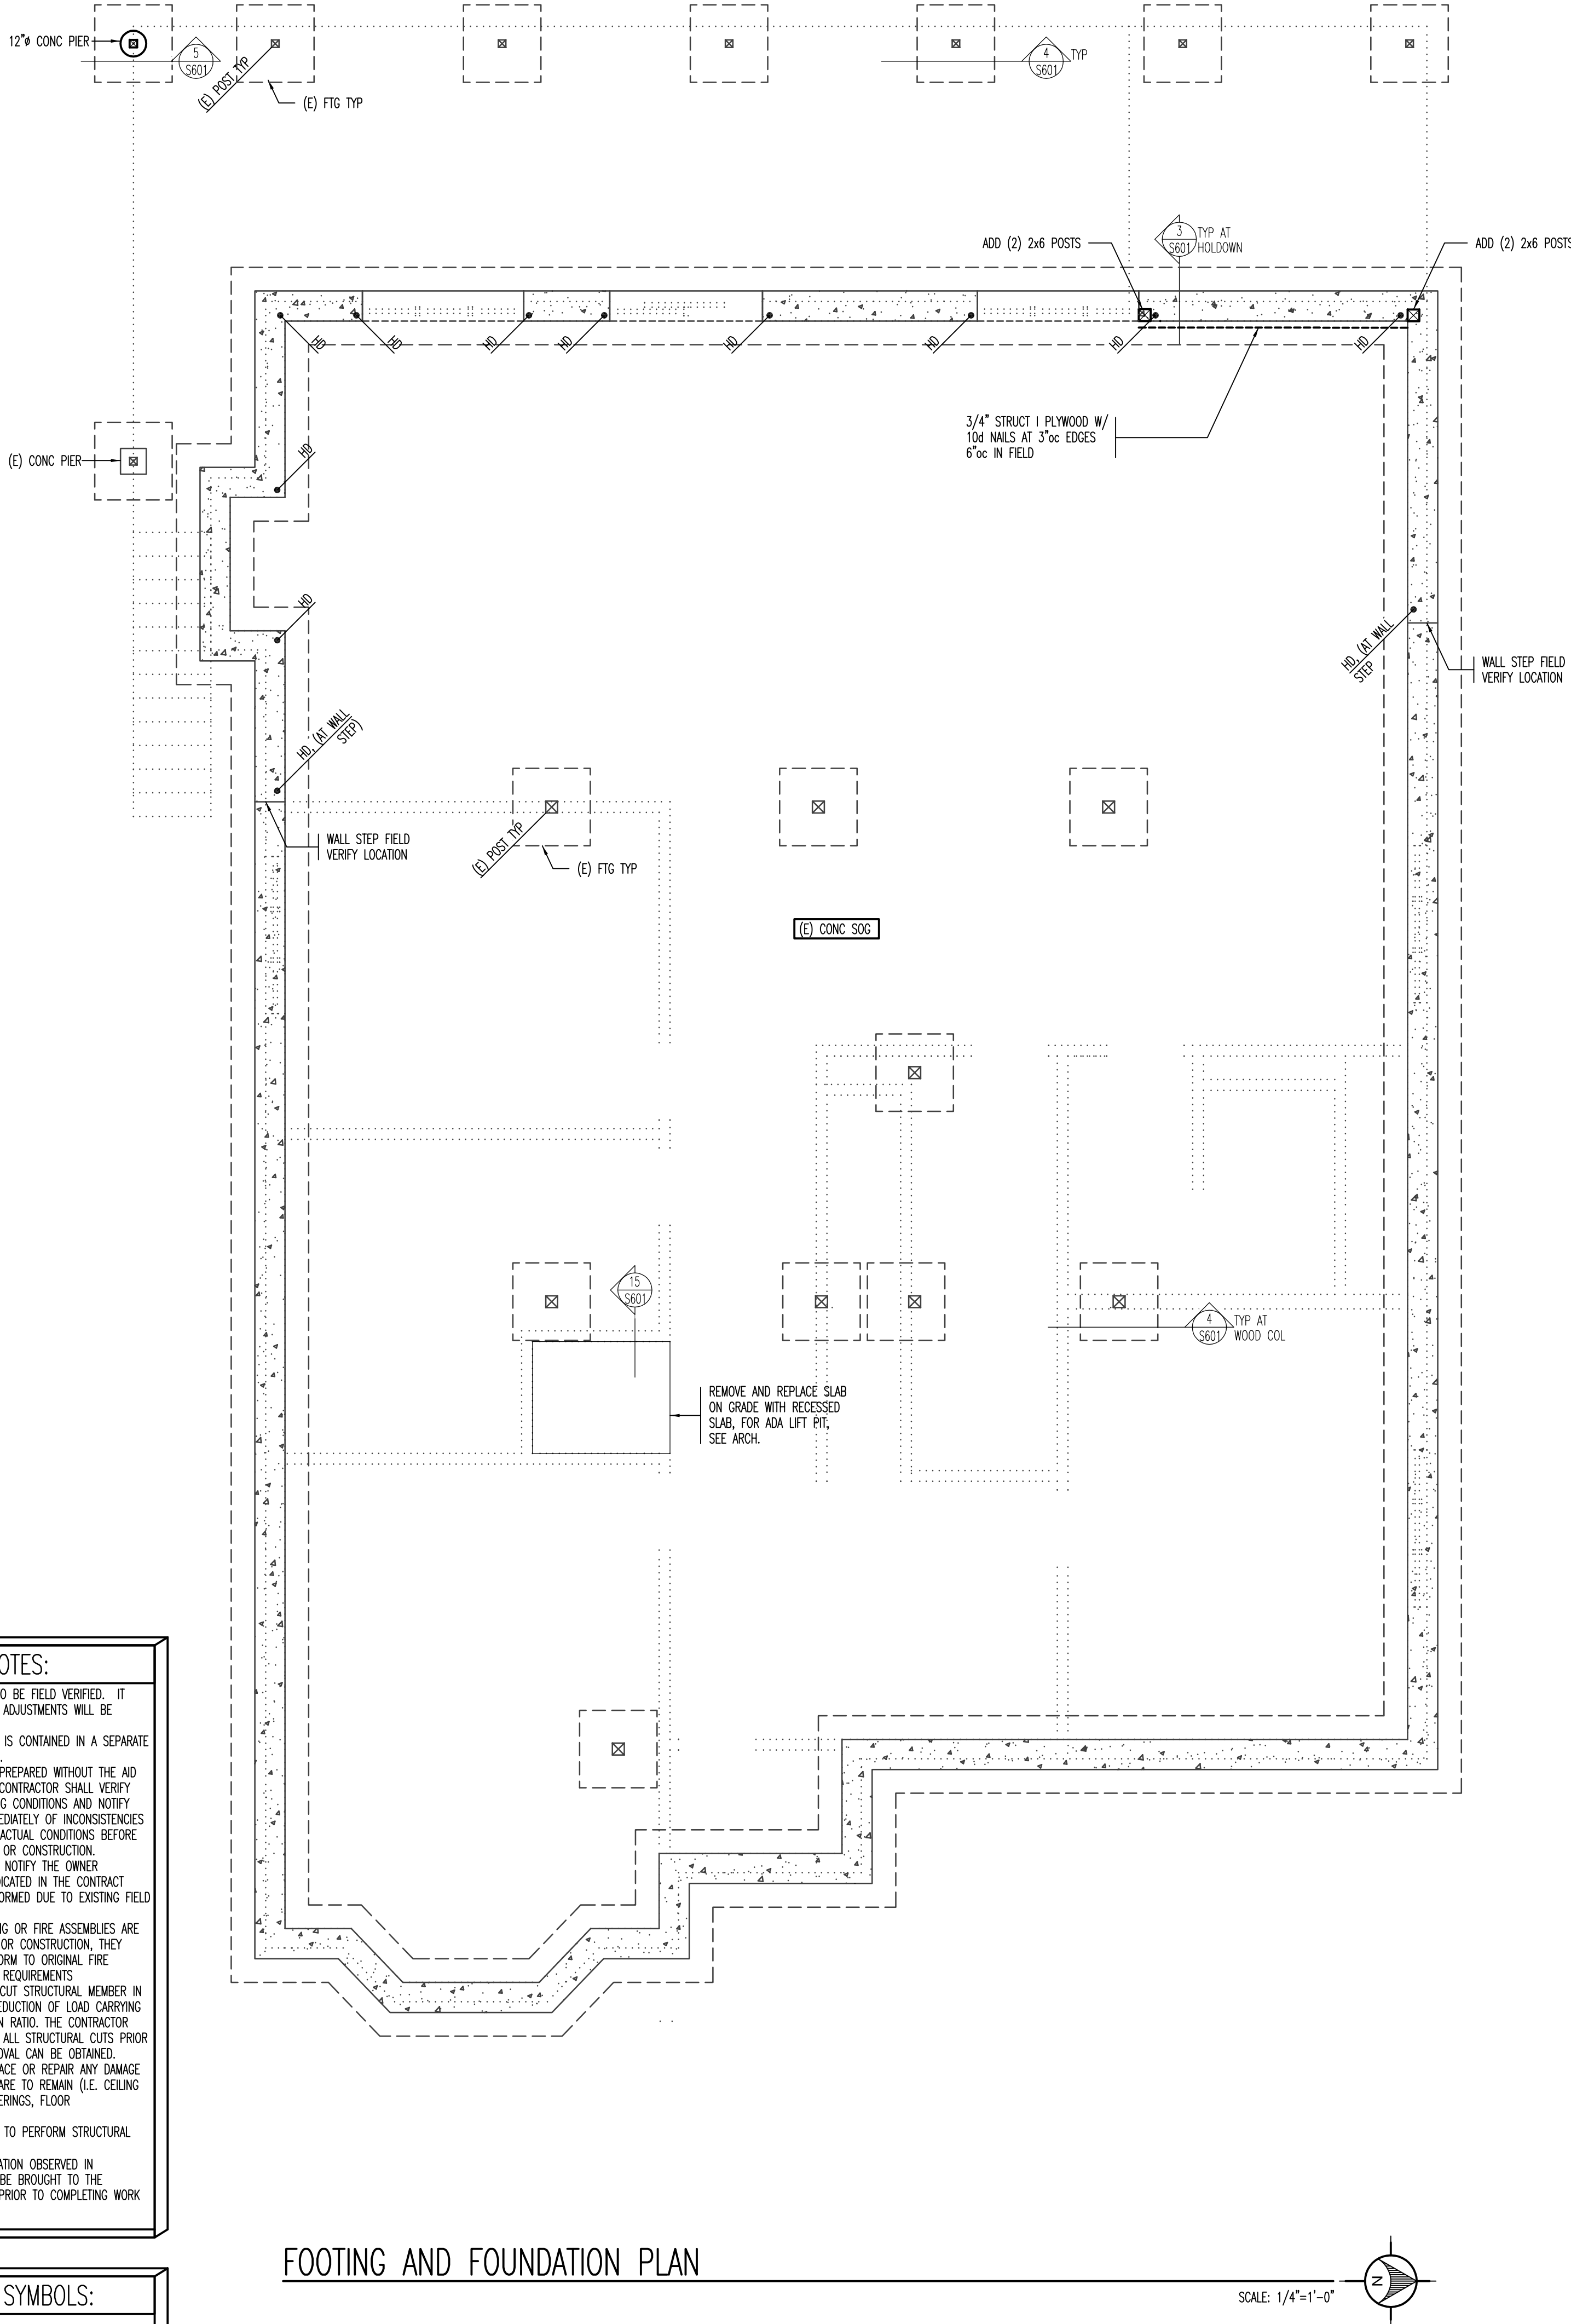 12"ø CONC PIER
5
S601
(E) POST TYP
(E) FTG TYP
4
S601
TYP
ADD (2) 2x6 POSTS
3
S601
TYP AT
HOLDOWN
ADD (2) 2x6 POSTS
HD
HD
HD
HD
HD
HD
HD
HD
3/4" STRUCT I PLYWOOD W/
10d NAILS AT 3"oc EDGES
6"oc IN FIELD
(E) CONC PIER
HD
HD
HD, (AT WALL
STEP
WALL STEP FIELD
VERIFY LOCATION
HD, (AT WALL
STEP)
WALL STEP FIELD
VERIFY LOCATION
(E) POST TYP
(E) FTG TYP
(E) CONC SOG
15
S601
4
S601
TYP AT
WOOD COL
REMOVE AND REPLACE SLAB
ON GRADE WITH RECESSED
SLAB, FOR ADA LIFT PIT,
SEE ARCH.
OTES:
O BE FIELD VERIFIED. IT
ADJUSTMENTS WILL BE
IS CONTAINED IN A SEPARATE
.
PREPARED WITHOUT THE AID
CONTRACTOR SHALL VERIFY
G CONDITIONS AND NOTIFY
EDIATELY OF INCONSISTENCIES
ACTUAL CONDITIONS BEFORE
OR CONSTRUCTION.
NOTIFY THE OWNER
DICATED IN THE CONTRACT
ORMED DUE TO EXISTING FIELD
NG OR FIRE ASSEMBLIES ARE
OR CONSTRUCTION, THEY
ORM TO ORIGINAL FIRE
REQUIREMENTS
CUT STRUCTURAL MEMBER IN
EDUCTION OF LOAD CARRYING
N RATIO. THE CONTRACTOR
ALL STRUCTURAL CUTS PRIOR
OVAL CAN BE OBTAINED.
ACE OR REPAIR ANY DAMAGE
ARE TO REMAIN (I.E. CEILING
ERINGS, FLOOR
TO PERFORM STRUCTURAL
ATION OBSERVED IN
BE BROUGHT TO THE
PRIOR TO COMPLETING WORK
SYMBOLS:
FOOTING AND FOUNDATION PLAN
SCALE: 1/4"=1'-0"
N